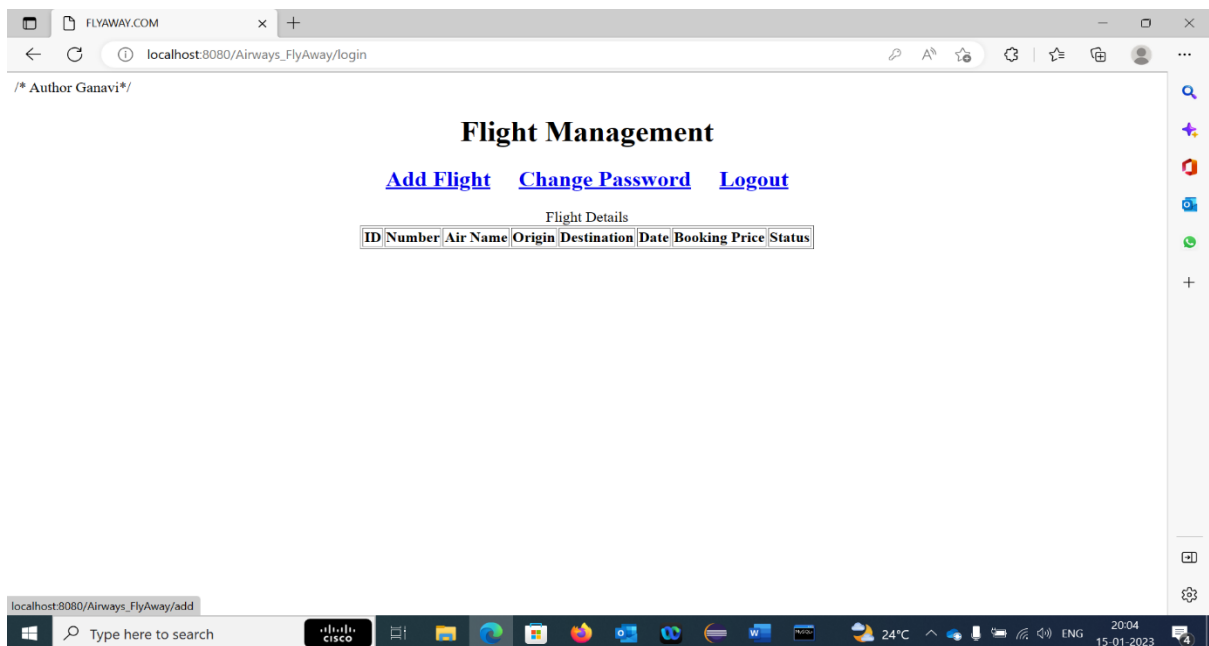 FLYAWAY.COM
localhost:8080/Airways_FlyAway/login
/* Author Ganavi*/
Flight Management
Add Flight Change Password Logout
Flight Details
ID Number Air Name Origin Destination Date Booking Price Status
localhost:8080/Airways_FlyAway/add
Type here to search CISCO 24°C ENG 20:04
15-01-2023 4